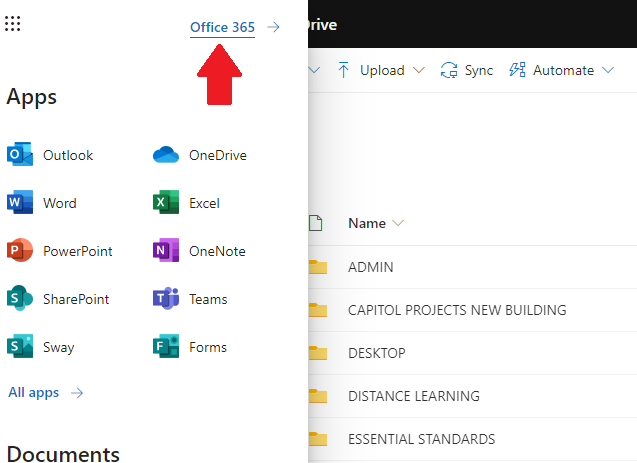 Office 365
Apps
Outlook
OneDrive
Word
Excel
PowerPoint
OneNote
SharePoint
Teams
Sway
Forms
All apps
Documents
Drive
Upload
Sync
Automate
Name
ADMIN
CAPITOL PROJECTS NEW BUILDING
DESKTOP
DISTANCE LEARNING
ESSENTIAL STANDARDS